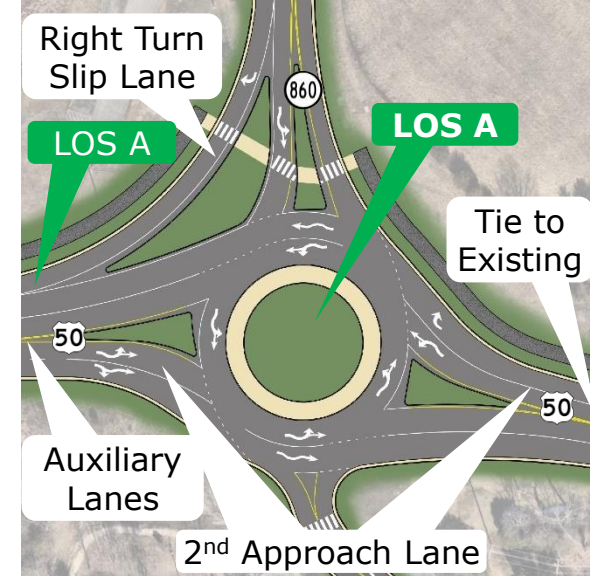 Right Turn
Slip Lane
860
LOS A
LOS A
Tie to
Existing
50
50
Auxiliary
Lanes
2nd Approach Lane